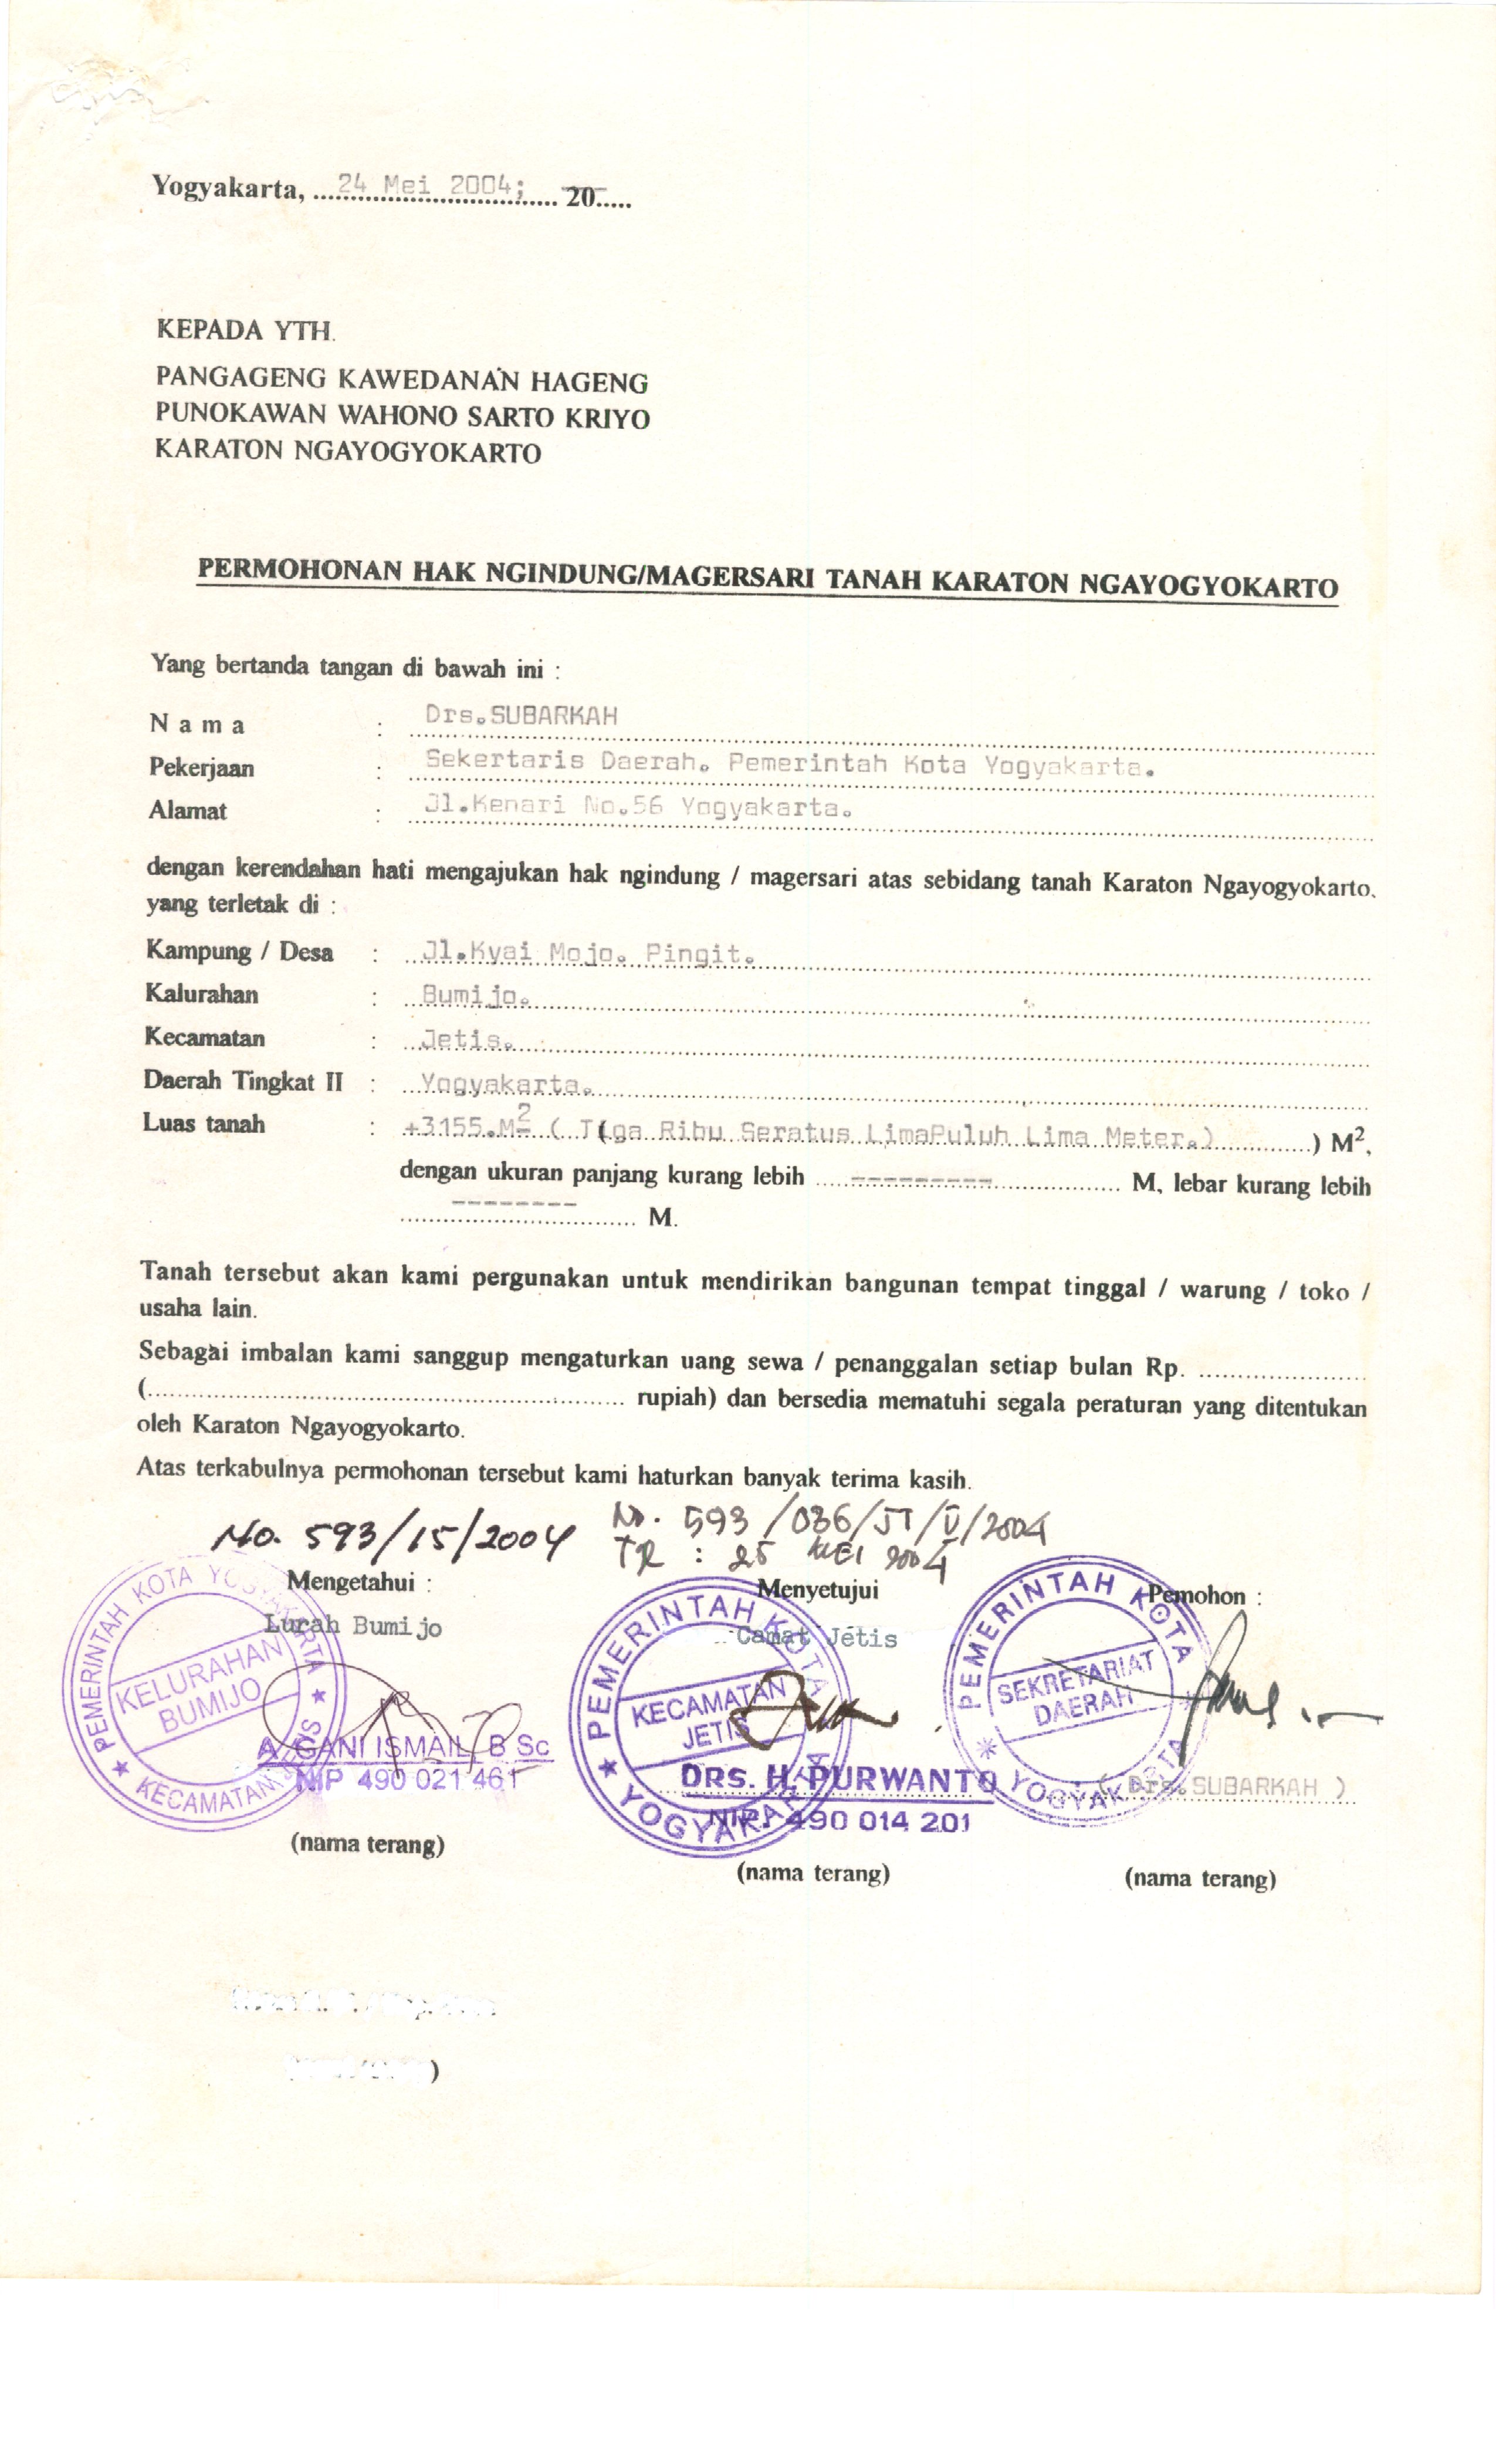 Yogyakarta, ...24 Mei 2004;..... 20.....
KEPADA YTH.
PANGAGENG KAWEDANAN HAGENG
PUNOKAWAN WAHONO SARTO KRIYO
KARATON NGAYOGYOKARTO
PERMOHONAN HAK NGINDUNG/MAGERSARI TANAH KARATON NGAYOGYOKARTO
Yang bertanda tangan di bawah ini :
N a m a : Drs.SUBARKAH
Pekerjaan : Sekertaris Daerah. Pemerintah Kota Yogyakarta.
Alamat : Jl.Kenari No.56 Yogyakarta.
dengan kerendahan hati mengajukan hak ngindung / magersari atas sebidang tanah Karaton Ngayogyokarto,
yang terletak di :
Kampung / Desa : Jl.Kyai Mojo. Pingit.
Kalurahan : Bumijo.
Kecamatan : Jetis.
Daerah Tingkat II : Yogyakarta.
Luas tanah : +3155.M2 ( Tiga Ribu Seratus LimaPuluh Lima Meter.) ..........) M2,
dengan ukuran panjang kurang lebih ....---------.................. M, lebar kurang lebih
-------- M.
Tanah tersebut akan kami pergunakan untuk mendirikan bangunan tempat tinggal / warung / toko /
usaha lain.
Sebagai imbalan kami sanggup mengaturkan uang sewa / penanggalan setiap bulan Rp. ......................
(.................................................. rupiah) dan bersedia mematuhi segala peraturan yang ditentukan
oleh Karaton Ngayogyokarto.
Atas terkabulnya permohonan tersebut kami haturkan banyak terima kasih.
No. 593/15/2004
No. 593/036/JT/V/2004
: 25 MEI 2004
Mengetahui :
Menyetujui
Pemohon :
Lurah Bumijo
Camat Jetis
PEMERINTAH KOTA YOGYAKARTA
KELURAHAN
BUMIJO
KECAMATAN JETIS
PEMERINTAH KOTA
KECAMATAN
JETIS
YOGYAKARTA
PEMERINTAH KOTA
SEKRETARIAT
DAERAH
YOGYAKARTA
A. GANI ISMAIL, B Sc
NIP 490 021 461
DRS. H. PURWANTO
NIP. 490 014 201
( Drs.SUBARKAH )
(nama terang)
(nama terang)
(nama terang)